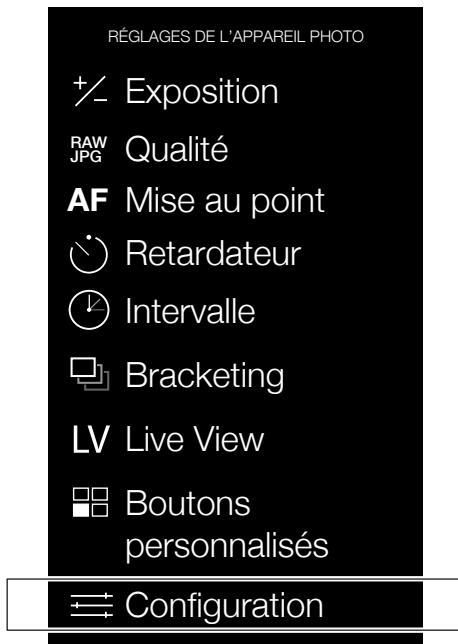 RÉGLAGES DE L'APPAREIL PHOTO
+/– Exposition
RAW JPG Qualité
AF Mise au point
Retardateur
Intervalle
Bracketing
LV Live View
Boutons
personnalisés
Configuration